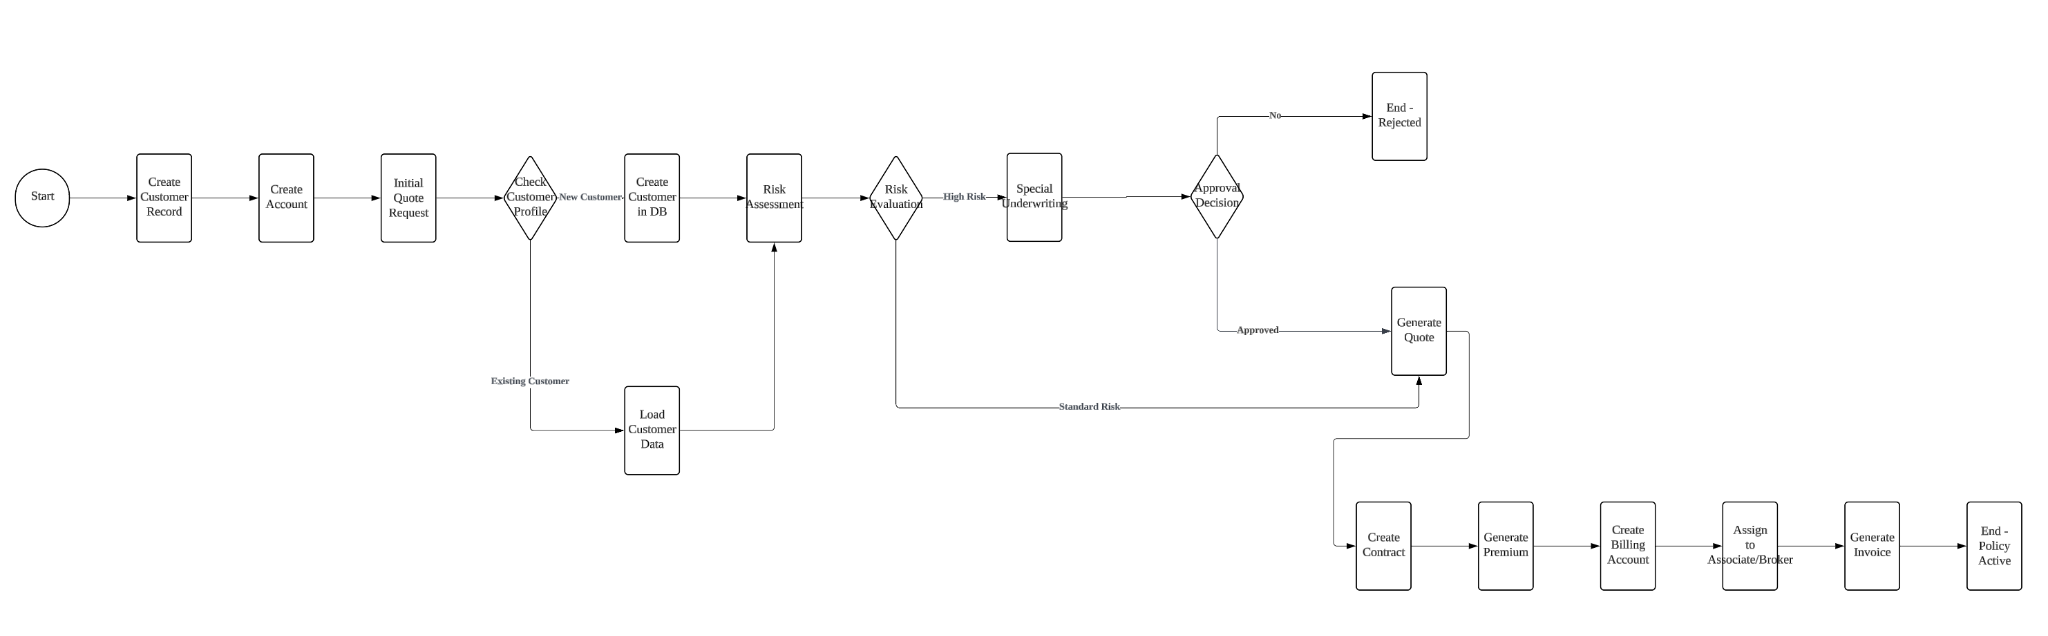 Start
Create
Customer
Record
Create
Account
Initial
Quote
Request
Check
Customer
Profile
New Customer
Create
Customer
in DB
Existing Customer
Load
Customer
Data
Risk
Assessment
Risk
Evaluation
High Risk
Special
Underwriting
Standard Risk
Approval
Decision
No
End -
Rejected
Approved
Generate
Quote
Create
Contract
Generate
Premium
Create
Billing
Account
Assign
to
Associate/Broker
Generate
Invoice
End -
Policy
Active